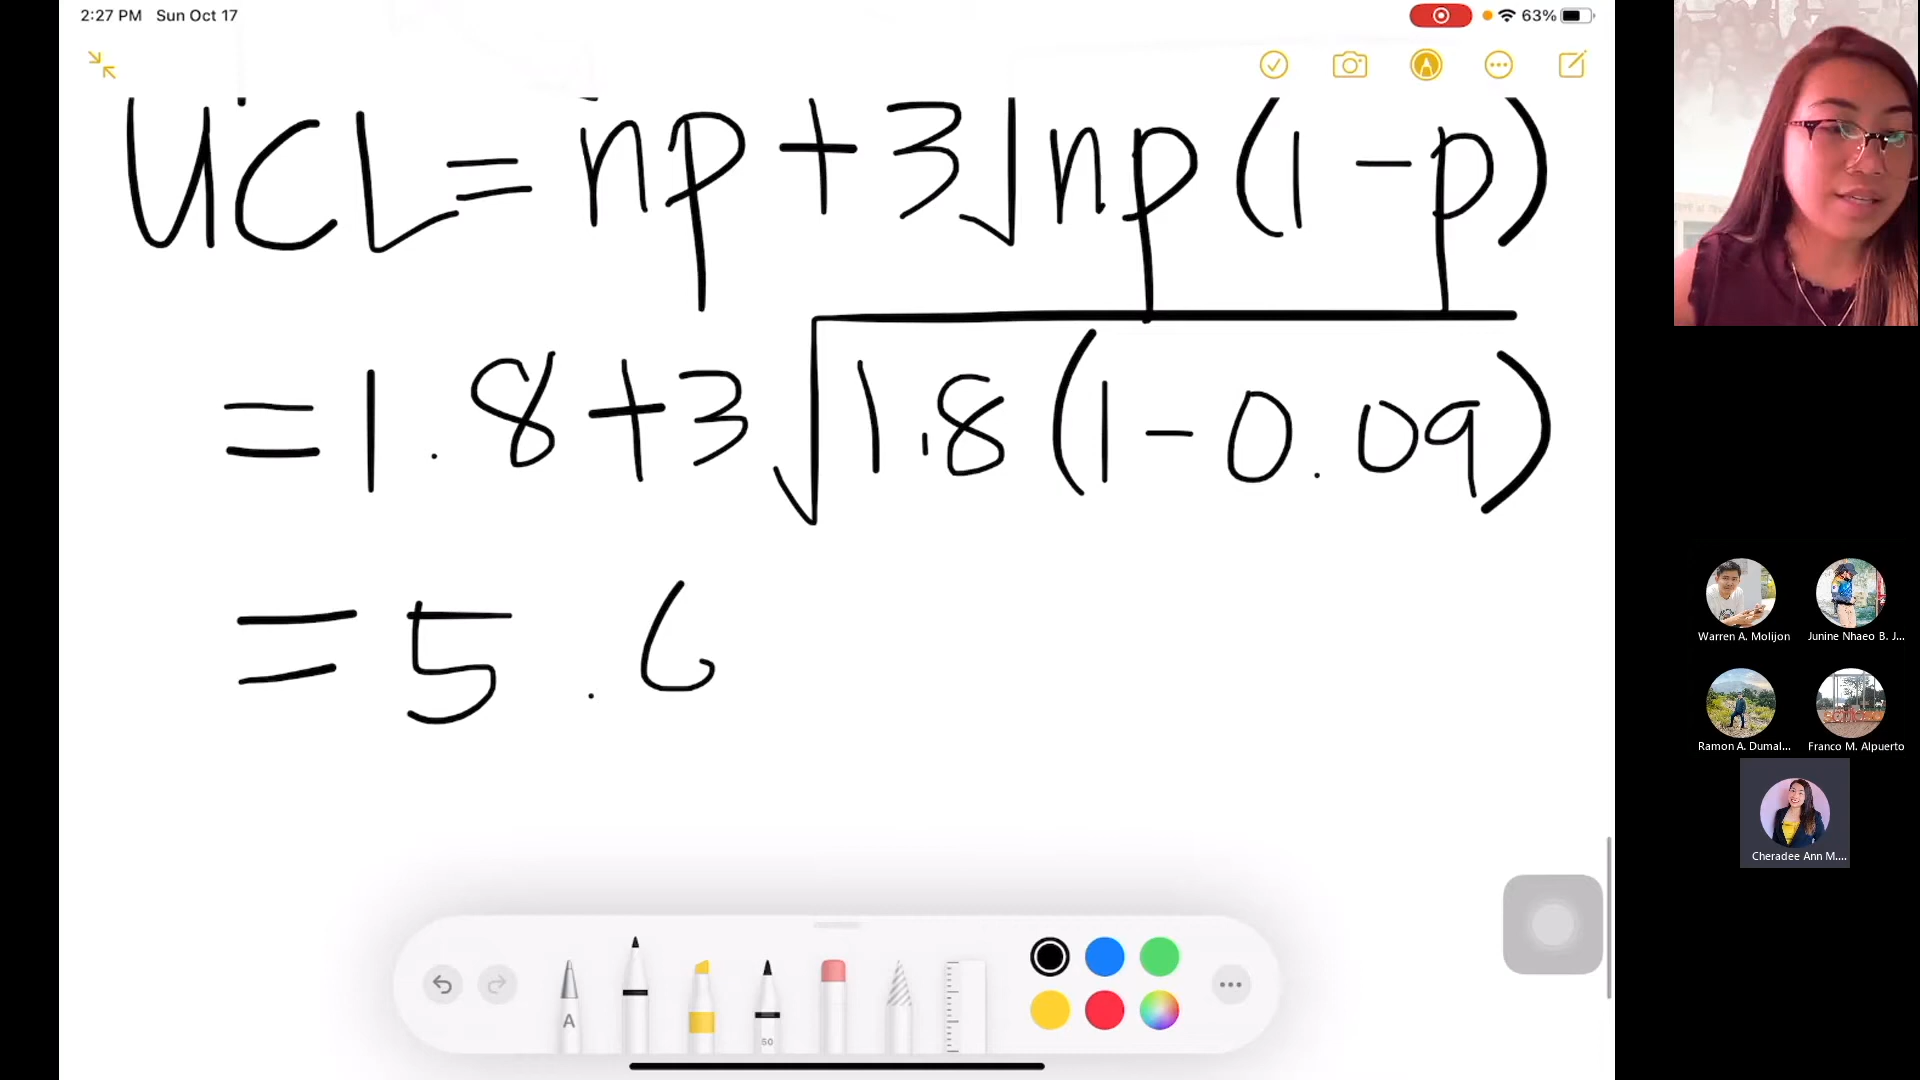 2:27 PM Sun Oct 17 63%
UCL = np + 3√np(1-p)
= 1.8 + 3√1.8(1-0.09)
= 5.6
Warren A. Molijon Junine Nhaeo B. J...
Ramon A. Dumal... Franco M. Alpuerto
Cheradee Ann M....
A 50